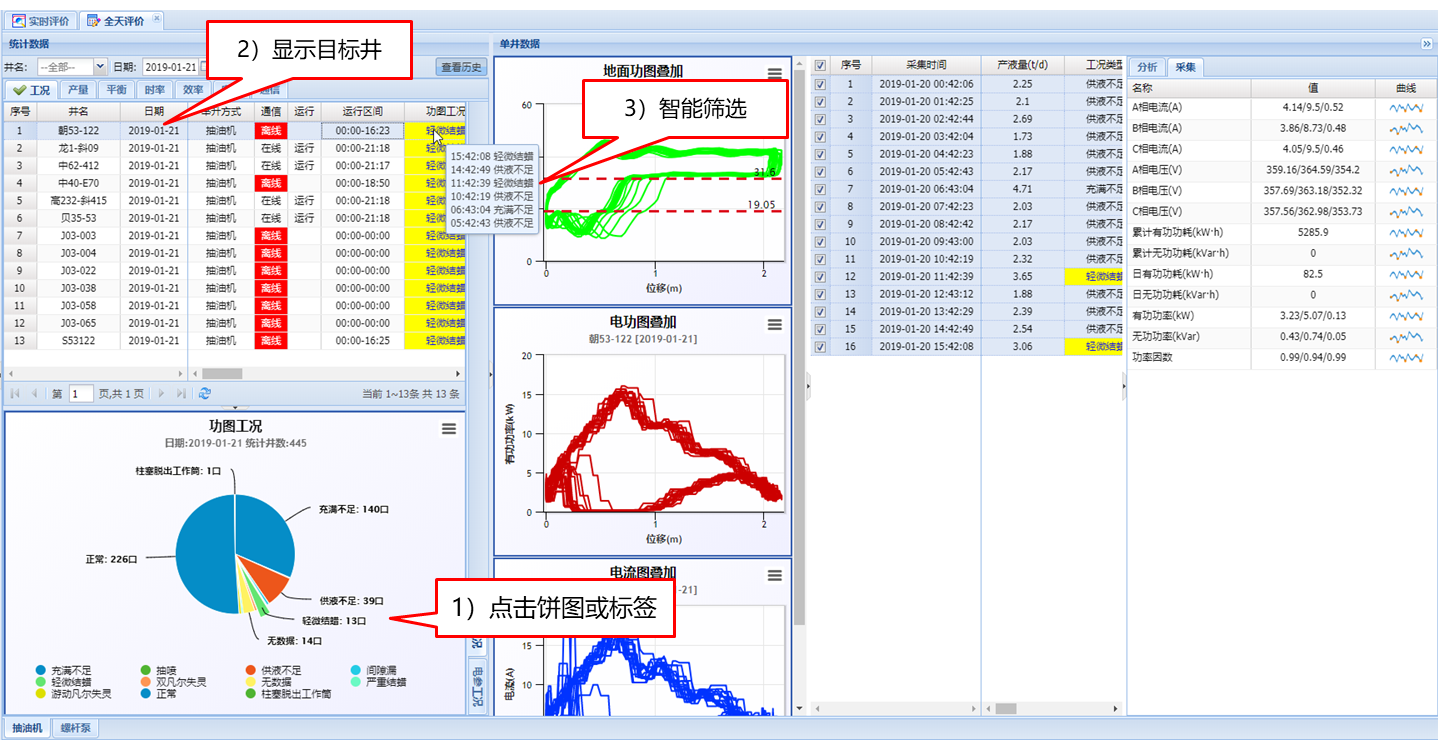 实时评价 全天评价
统计数据
井名: --全部-- 日期: 2019-01-21 查看历史
工况 产量 平衡 时率 效率 通信
序号 井名 日期 举升方式 通信 运行 运行区间 功图工况
1 朝53-122 2019-01-21 抽油机 离线 00:00-16:23 轻微结蜡
2 龙1-斜09 2019-01-21 抽油机 在线 运行 00:00-21:18 轻微
3 中62-412 2019-01-21 抽油机 在线 运行 00:00-21:17 轻微
4 中40-E70 2019-01-21 抽油机 离线 00:00-18:50 轻微
5 高232-斜415 2019-01-21 抽油机 在线 运行 00:00-21:18 轻微
6 贝35-53 2019-01-21 抽油机 在线 运行 00:00-21:18 轻微
7 J03-003 2019-01-21 抽油机 离线 00:00-00:00 轻微结蜡
8 J03-004 2019-01-21 抽油机 离线 00:00-00:00 轻微结蜡
9 J03-022 2019-01-21 抽油机 离线 00:00-00:00 轻微结蜡
10 J03-038 2019-01-21 抽油机 离线 00:00-00:00 轻微结蜡
11 J03-058 2019-01-21 抽油机 离线 00:00-00:00 轻微结蜡
12 J03-065 2019-01-21 抽油机 离线 00:00-00:00 轻微结蜡
13 S53122 2019-01-21 抽油机 离线 00:00-16:25 轻微结蜡
15:42:08 轻微结蜡
14:42:49 供液不足
11:42:39 轻微结蜡
10:42:19 供液不足
06:43:04 充满不足
05:42:43 供液不足
第 1 页,共 1 页 当前 1~13条 共 13 条
2）显示目标井
3）智能筛选
1）点击饼图或标签
功图工况
日期:2019-01-21 统计井数:445
柱塞脱出工作筒: 1口
充满不足: 140口
正常: 226口
供液不足: 39口
轻微结蜡: 13口
无数据: 14口
充满不足 抽喷 供液不足 间隙漏
轻微结蜡 双凡尔失灵 无数据 严重结蜡
游动凡尔失灵 正常 柱塞脱出工作筒
况
电参工况
抽油机 螺杆泵
单井数据
地面功图叠加
60
31.6
19.05
0
0 1 2
位移(m)
电功图叠加
朝53-122 [2019-01-21]
有功功率(kW)
20
15
10
5
0
0 1 2
位移(m)
电流图叠加
-21]
电流(A)
15
10
序号 采集时间 产液量(t/d) 工况类型
1 2019-01-20 00:42:06 2.25 供液不足
2 2019-01-20 01:42:25 2.1 供液不足
3 2019-01-20 02:42:44 2.69 供液不足
4 2019-01-20 03:42:04 1.73 供液不足
5 2019-01-20 04:42:23 1.88 供液不足
6 2019-01-20 05:42:43 2.17 供液不足
7 2019-01-20 06:43:04 4.71 充满不足
8 2019-01-20 07:42:23 2.03 供液不足
9 2019-01-20 08:42:42 2.17 供液不足
10 2019-01-20 09:43:00 2.03 供液不足
11 2019-01-20 10:42:19 2.32 供液不足
12 2019-01-20 11:42:39 3.65 轻微结蜡
13 2019-01-20 12:43:12 1.88 供液不足
14 2019-01-20 13:42:29 2.39 供液不足
15 2019-01-20 14:42:49 2.54 供液不足
16 2019-01-20 15:42:08 3.06 轻微结蜡
分析 采集
名称 值 曲线
A相电流(A) 4.14/9.5/0.52
B相电流(A) 3.86/8.73/0.48
C相电流(A) 4.05/9.5/0.46
A相电压(V) 359.16/364.59/354.2
B相电压(V) 357.69/363.18/352.32
C相电压(V) 357.56/362.98/353.73
累计有功功耗(kW·h) 5285.9
累计无功功耗(kVar·h) 0
日有功功耗(kW·h) 82.5
日无功功耗(kVar·h) 0
有功功率(kW) 3.23/5.07/0.13
无功功率(kVar) 0.43/0.74/0.05
功率因数 0.99/0.94/0.99